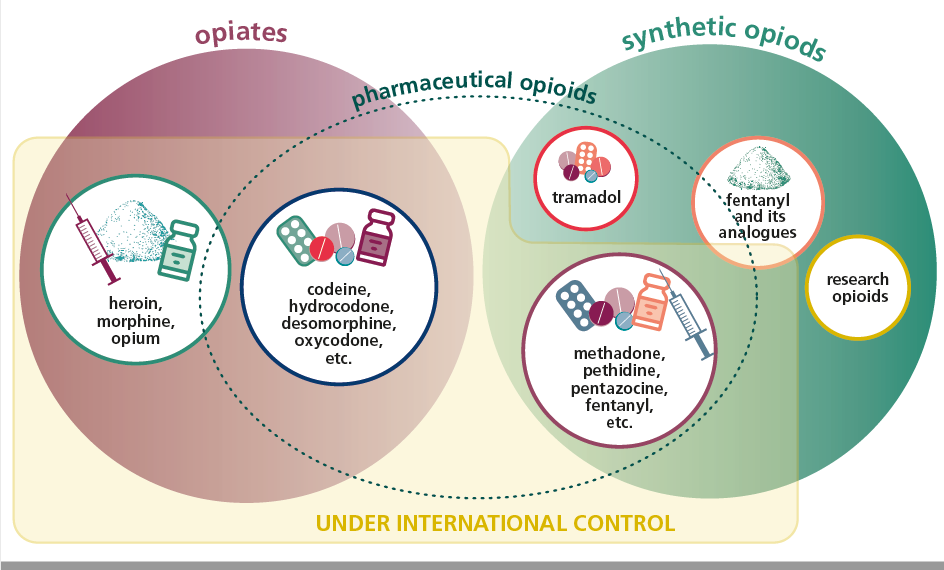 opiates
synthetic opiods
pharmaceutical opioids
tramadol
fentanyl
and its
analogues
research
opioids
heroin,
morphine,
opium
codeine,
hydrocodone,
desomorphine,
oxycodone,
etc.
methadone,
pethidine,
pentazocine,
fentanyl,
etc.
UNDER INTERNATIONAL CONTROL